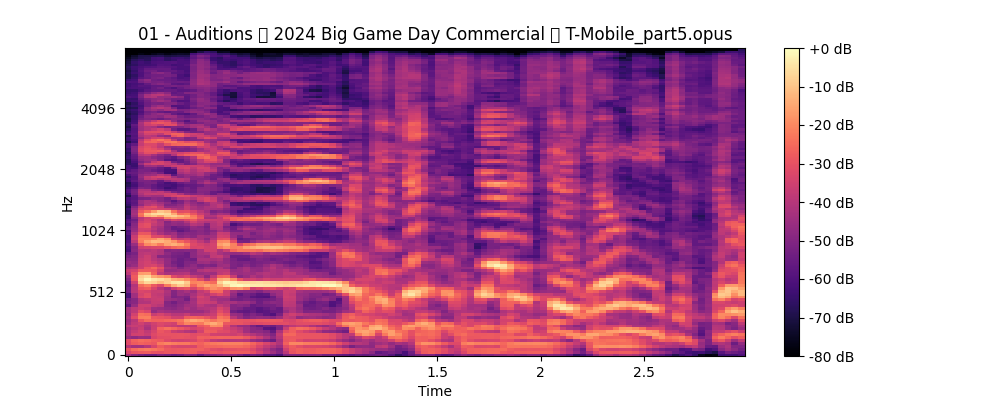 01 - Auditions ▯ 2024 Big Game Day Commercial ▯ T-Mobile_part5.opus
+0 dB
-10 dB
-20 dB
-30 dB
-40 dB
-50 dB
-60 dB
-70 dB
-80 dB
4096
2048
1024
512
0
Hz
0
0.5
1
1.5
2
2.5
Time